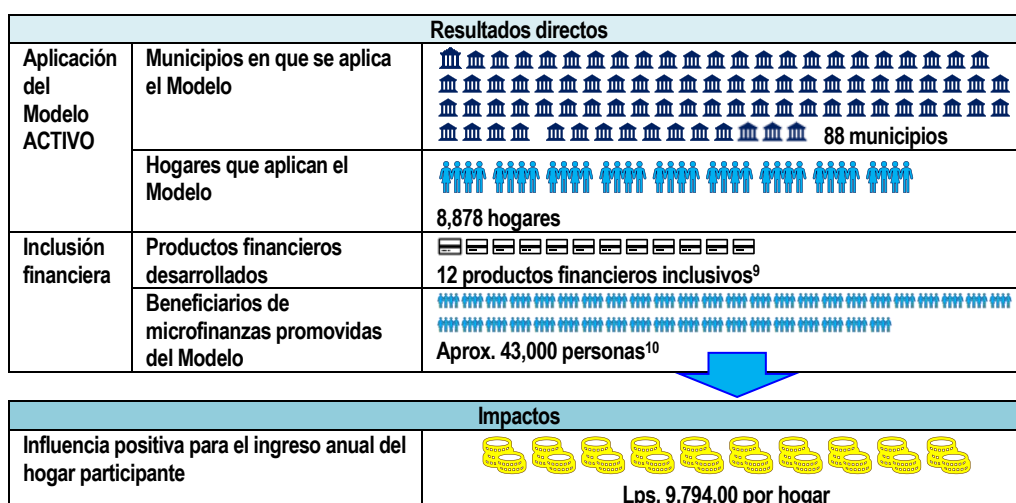 Resultados directos
Aplicación
del
Modelo
ACTIVO
Municipios en que se aplica
el Modelo
88 municipios
Hogares que aplican el
Modelo
8,878 hogares
Inclusión
financiera
Productos financieros
desarrollados
12 productos financieros inclusivos⁹
Beneficiarios de
microfinanzas promovidas
del Modelo
Aprox. 43,000 personas¹⁰
Impactos
Influencia positiva para el ingreso anual del
hogar participante
Lps. 9,794.00 por hogar